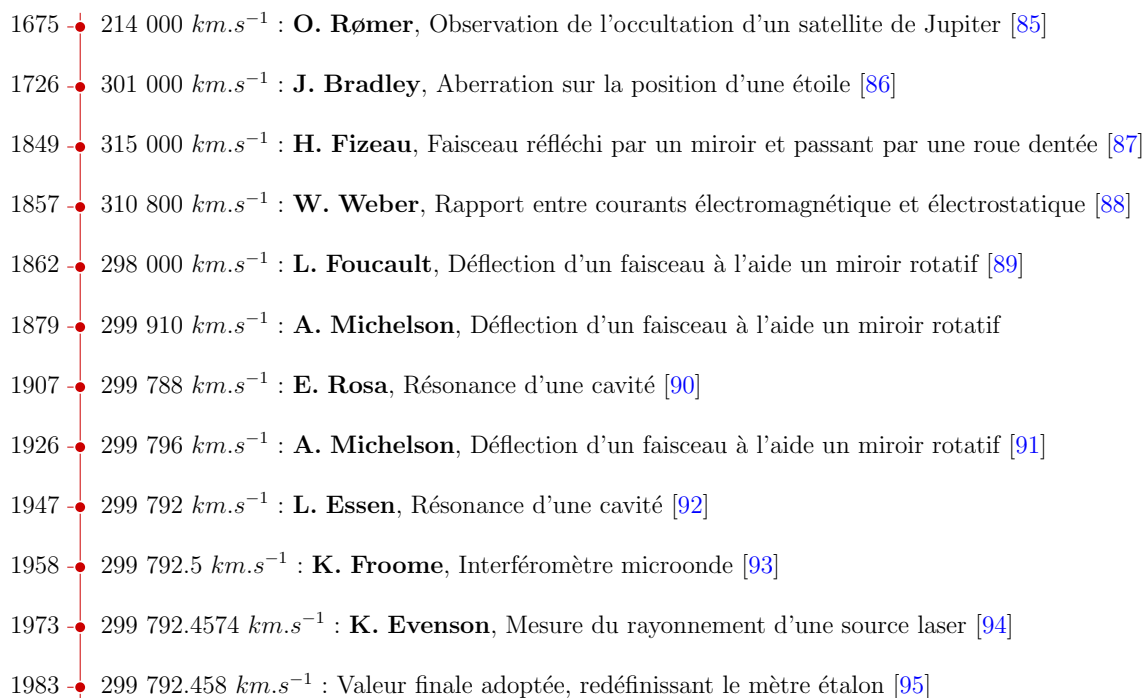 1675 214 000 km.s⁻¹ : O. Rømer, Observation de l'occultation d'un satellite de Jupiter [85]
1726 301 000 km.s⁻¹ : J. Bradley, Aberration sur la position d'une étoile [86]
1849 315 000 km.s⁻¹ : H. Fizeau, Faisceau réfléchi par un miroir et passant par une roue dentée [87]
1857 310 800 km.s⁻¹ : W. Weber, Rapport entre courants électromagnétique et électrostatique [88]
1862 298 000 km.s⁻¹ : L. Foucault, Déflection d'un faisceau à l'aide un miroir rotatif [89]
1879 299 910 km.s⁻¹ : A. Michelson, Déflection d'un faisceau à l'aide un miroir rotatif
1907 299 788 km.s⁻¹ : E. Rosa, Résonance d'une cavité [90]
1926 299 796 km.s⁻¹ : A. Michelson, Déflection d'un faisceau à l'aide un miroir rotatif [91]
1947 299 792 km.s⁻¹ : L. Essen, Résonance d'une cavité [92]
1958 299 792.5 km.s⁻¹ : K. Froome, Interféromètre microonde [93]
1973 299 792.4574 km.s⁻¹ : K. Evenson, Mesure du rayonnement d'une source laser [94]
1983 299 792.458 km.s⁻¹ : Valeur finale adoptée, redéfinissant le mètre étalon [95]